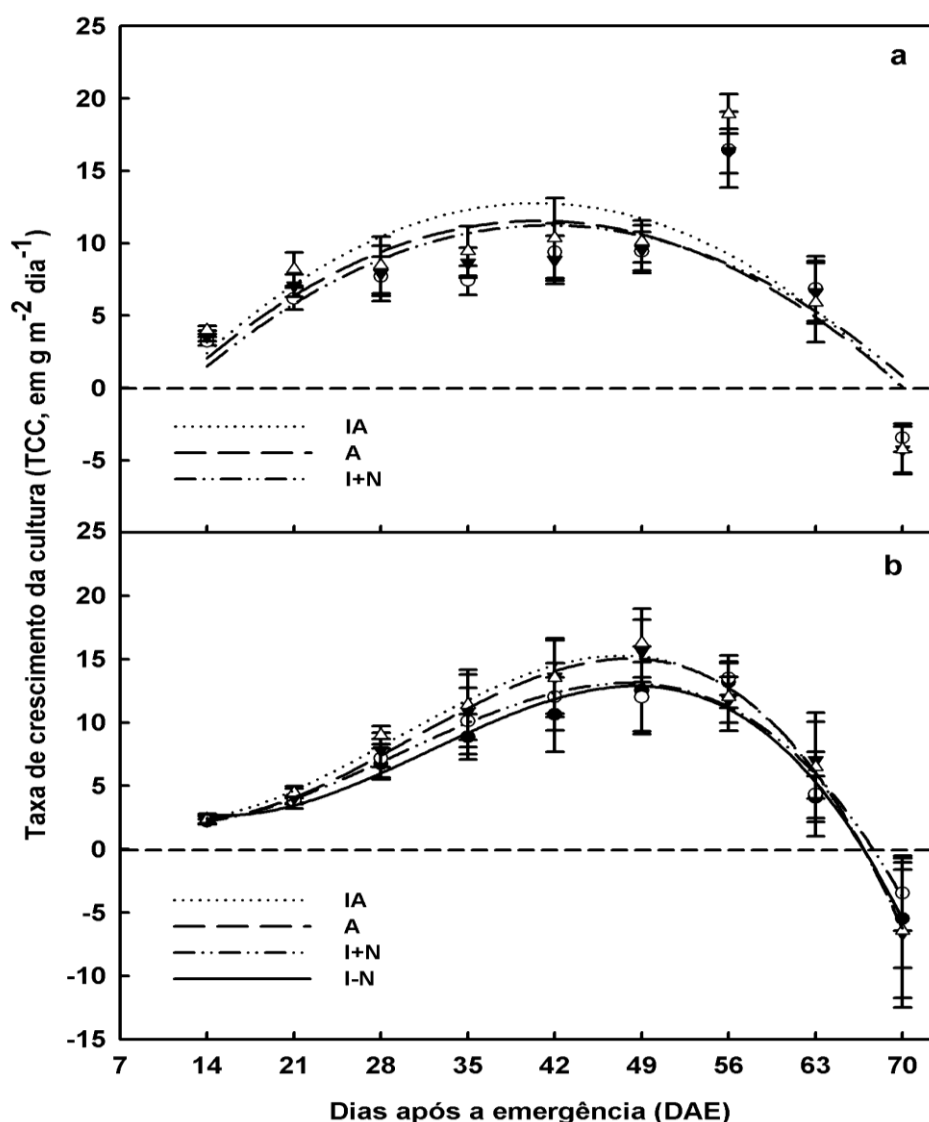 Taxa de crescimento da cultura (TCC, em g m-2 dia-1)
25
a
20
15
10
5
0
-5
IA
A
I+N
25
b
20
15
10
5
0
-5
-10
-15
IA
A
I+N
I-N
7 14 21 28 35 42 49 56 63 70
Dias após a emergência (DAE)